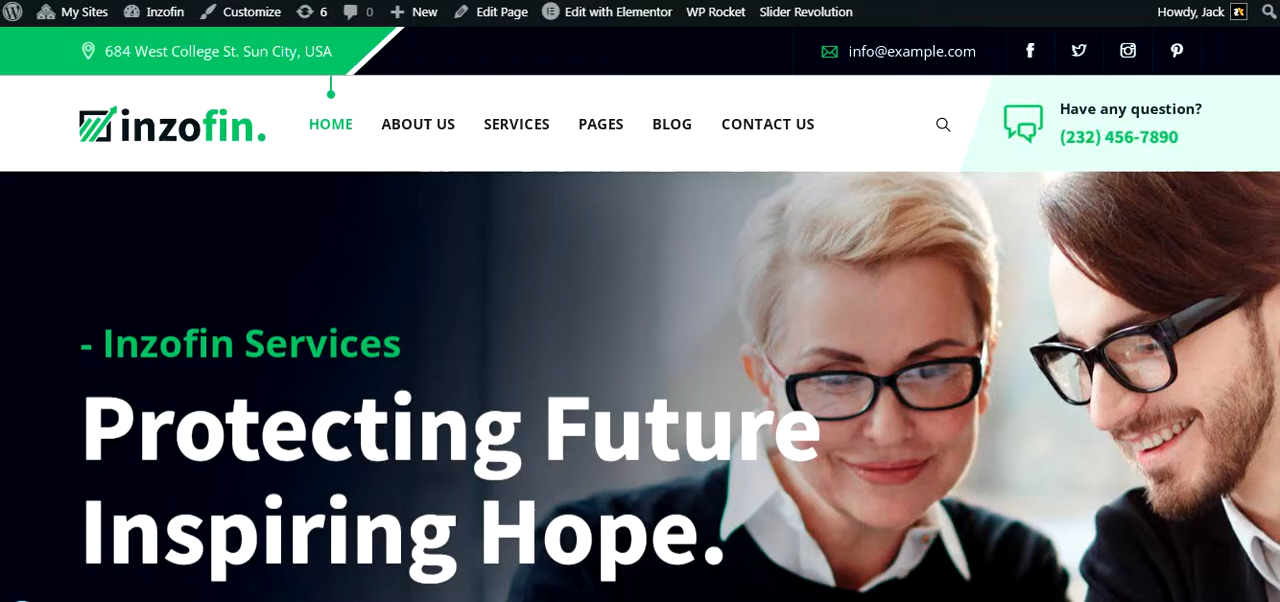 My Sites Inzofin Customize 6 0 New Edit Page Edit with Elementor WP Rocket Slider Revolution Howdy, Jack
684 West College St. Sun City, USA info@example.com
inzofin. HOME ABOUT US SERVICES PAGES BLOG CONTACT US
Have any question?
(232) 456-7890
- Inzofin Services
Protecting Future
Inspiring Hope.